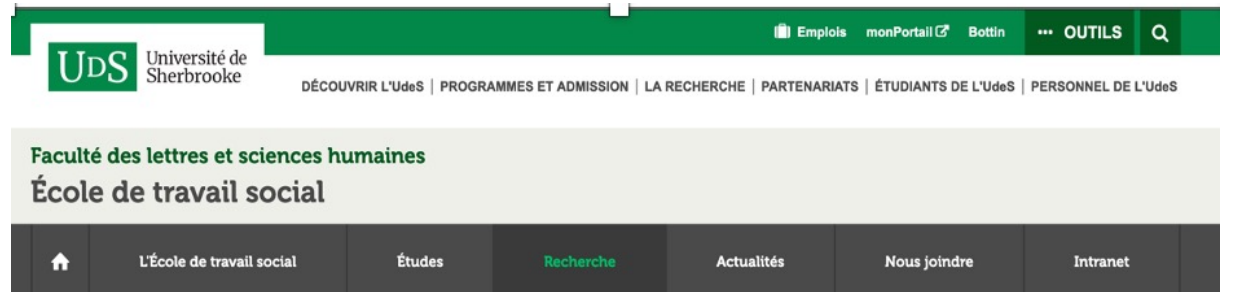 Emplois monPortail Bottin ••• OUTILS
UDS Université de
Sherbrooke
DÉCOUVRIR L'UdeS | PROGRAMMES ET ADMISSION | LA RECHERCHE | PARTENARIATS | ÉTUDIANTS DE L'UdeS | PERSONNEL DE L'UdeS
Faculté des lettres et sciences humaines
École de travail social
L'École de travail social Études Recherche Actualités Nous joindre Intranet